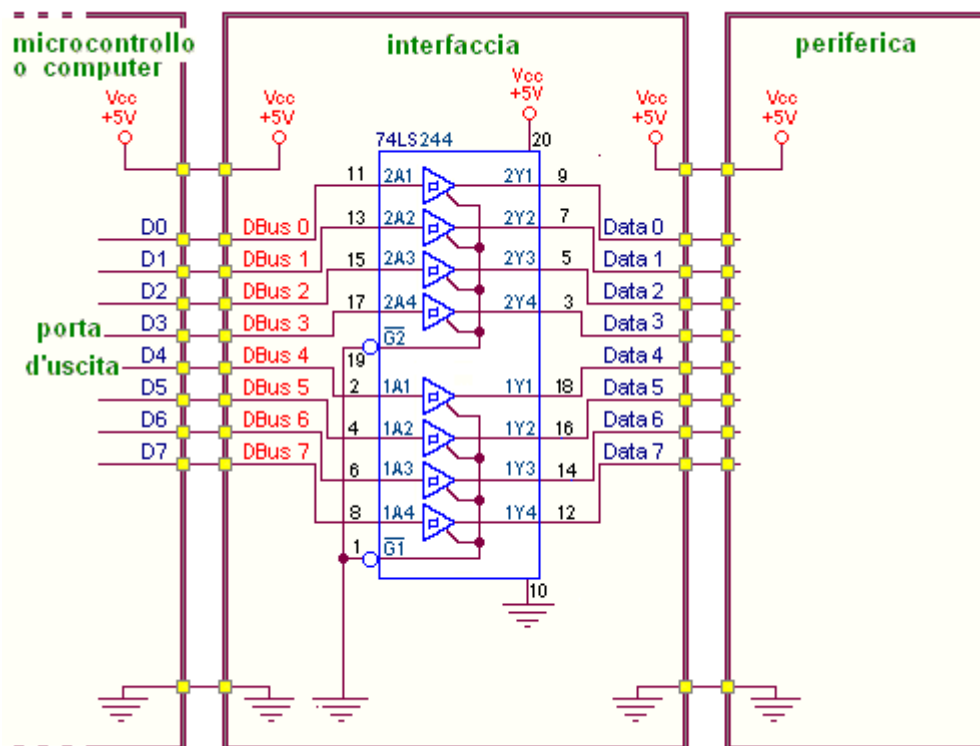 microcontrollo
o computer
interfaccia
periferica
Vcc
+5V
Vcc
+5V
Vcc
+5V
Vcc
+5V
Vcc
+5V
74LS244
20
11 2A1 2Y1 9
13 2A2 2Y2 7
15 2A3 2Y3 5
17 2A4 2Y4 3
G2
19
2 1A1 1Y1 18
4 1A2 1Y2 16
6 1A3 1Y3 14
8 1A4 1Y4 12
1 G1
10
D0 DBus 0 Data 0
D1 DBus 1 Data 1
D2 DBus 2 Data 2
D3 DBus 3 Data 3
D4 DBus 4 Data 4
D5 DBus 5 Data 5
D6 DBus 6 Data 6
D7 DBus 7 Data 7
porta
d'uscita